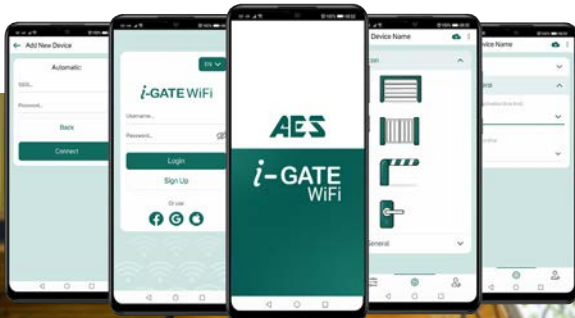 Add New Device
Automatic:
SSID...
Password...
Back
Connect
EN
i-GATE WiFi
Username...
Password...
Login
Sign Up
Or use
AES
i-GATE
WiFi
Device Name
General
vice Name